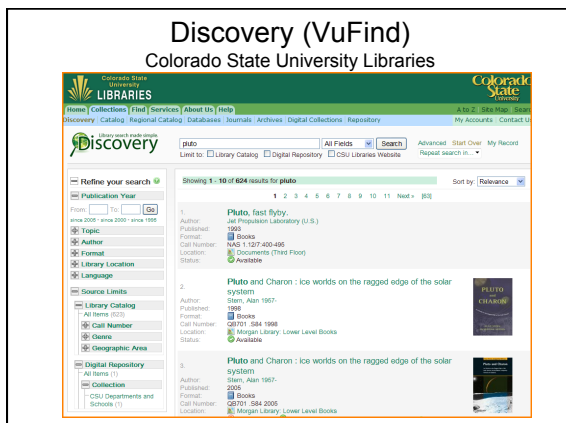 Discovery (VuFind)
Colorado State University Libraries
Colorado State
University
LIBRARIES
Colorado
State
University
Home Collections Find Services About Us Help
A to Z Site Map Sear
Discovery Catalog Regional Catalog Databases Journals Archives Digital Collections Repository
My Accounts Contact Us
Library search made simple.
Discovery
pluto All Fields Search
Advanced Start Over My Record
Limit to: Library Catalog Digital Repository CSU Libraries Website
Repeat search in...
Refine your search
Publication Year
From: To: Go
since 2005 · since 2000 · since 1995
Topic
Author
Format
Library Location
Language
Source Limits
Library Catalog
All Items (623)
Call Number
Genre
Geographic Area
Digital Repository
All items (1)
Collection
CSU Departments and
Schools (1)
Showing 1 - 10 of 624 results for pluto
Sort by: Relevance
1 2 3 4 5 6 7 8 9 10 11 Next » [63]
1. Pluto, fast flyby.
Author: Jet Propulsion Laboratory (U.S.)
Published: 1993
Format: Books
Call Number: NAS 1.12/7:400-495
Location: Documents (Third Floor)
Status: Available
2. Pluto and Charon : ice worlds on the ragged edge of the solar
system
Author: Stern, Alan 1957-
Published: 1998
Format: Books
Call Number: QB701 .S84 1998
Location: Morgan Library: Lower Level Books
Status: Available
PLUTO
AND
CHARON
3. Pluto and Charon : ice worlds on the ragged edge of the solar
system
Author: Stern, Alan 1957-
Published: 2005
Format: Books
Call Number: QB701 .S84 2005
Location: Morgan Library: Lower Level Books
Pluto and Charon